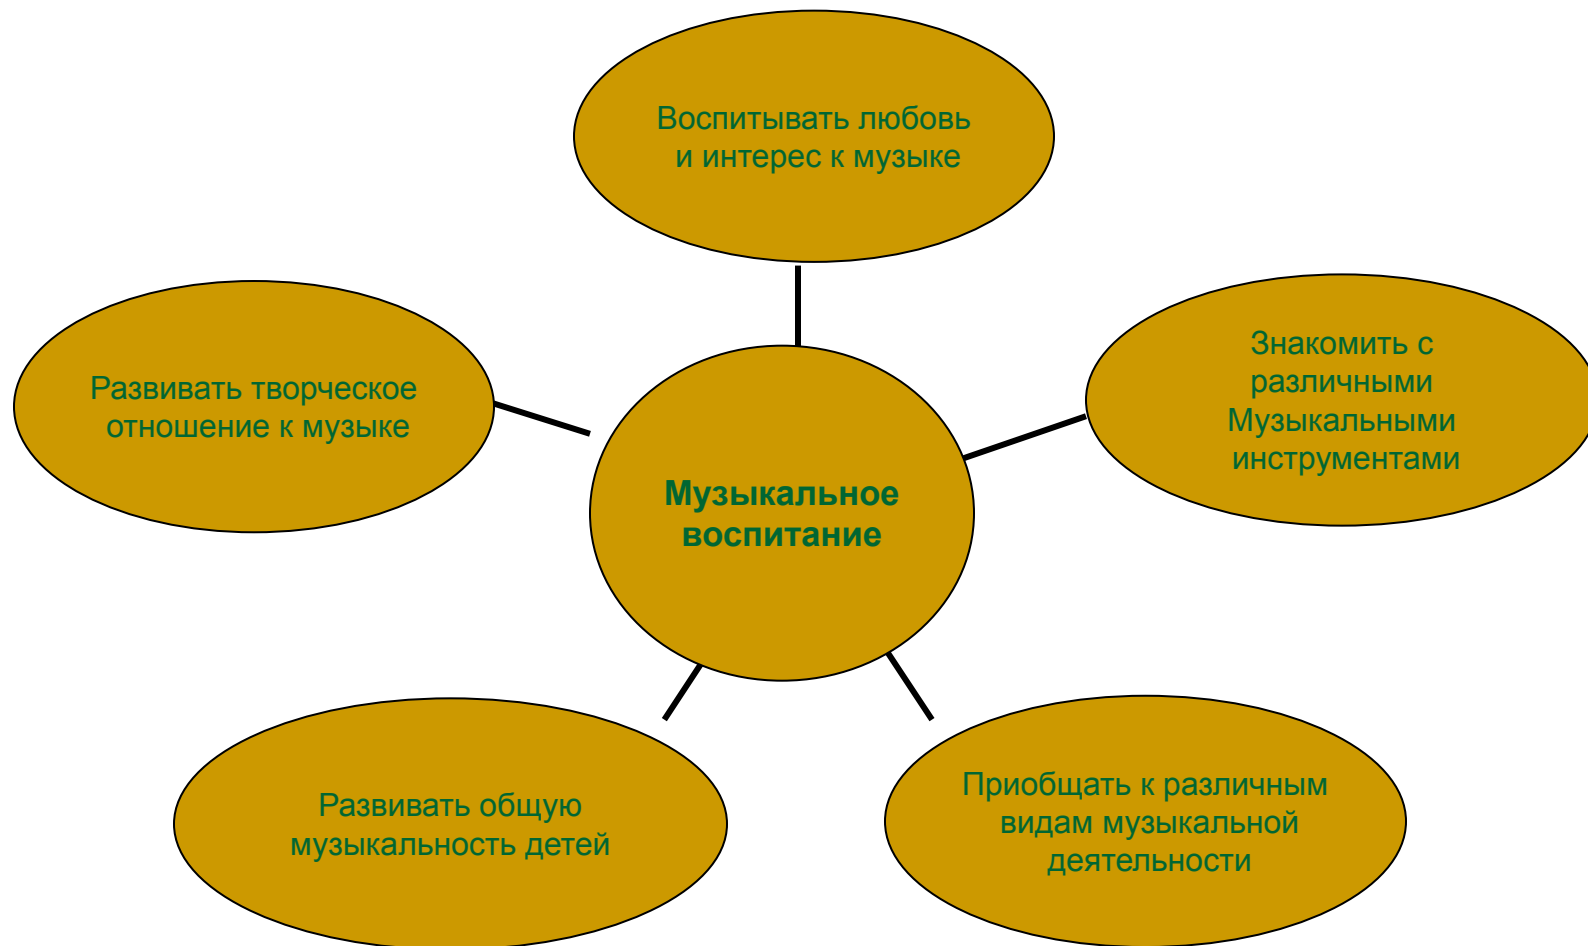 Воспитывать любовь
и интерес к музыке
Развивать творческое
отношение к музыке
Знакомить с
различными
Музыкальными
инструментами
Музыкальное
воспитание
Развивать общую
музыкальность детей
Приобщать к различным
видам музыкальной
деятельности